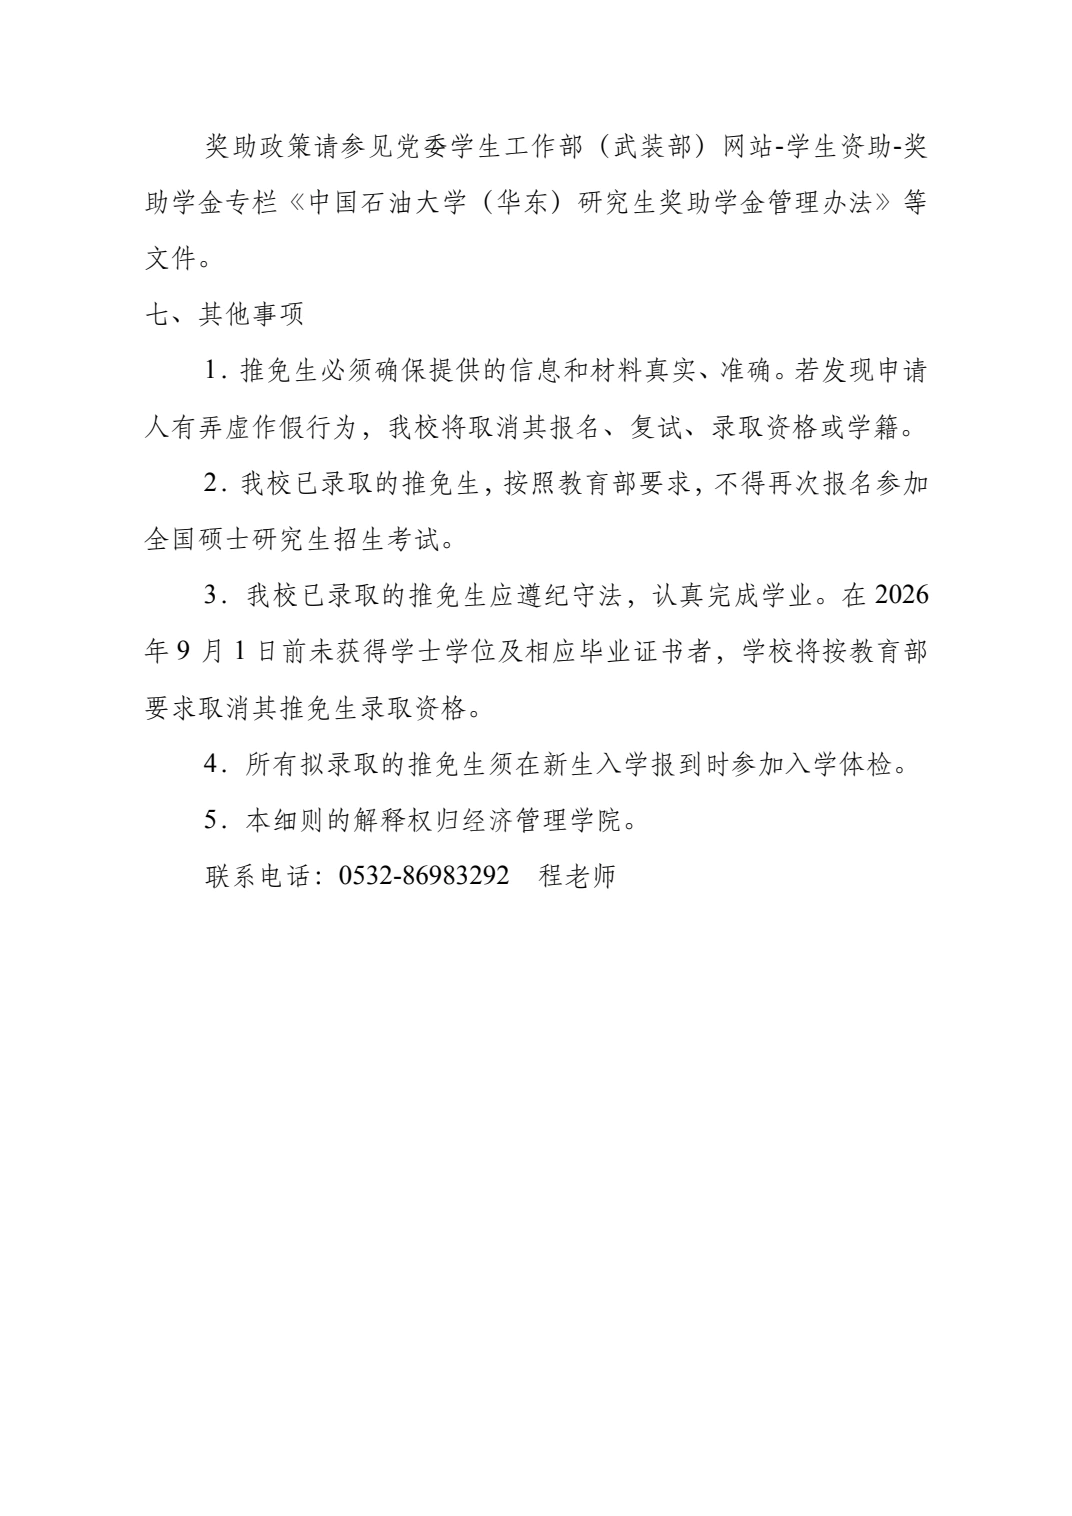 奖助政策请参见党委学生工作部（武装部）网站-学生资助-奖
助学金专栏《中国石油大学（华东）研究生奖助学金管理办法》等
文件。
七、其他事项
1．推免生必须确保提供的信息和材料真实、准确。若发现申请
人有弄虚作假行为，我校将取消其报名、复试、录取资格或学籍。
2．我校已录取的推免生，按照教育部要求，不得再次报名参加
全国硕士研究生招生考试。
3．我校已录取的推免生应遵纪守法，认真完成学业。在 2026
年 9 月 1 日前未获得学士学位及相应毕业证书者，学校将按教育部
要求取消其推免生录取资格。
4．所有拟录取的推免生须在新生入学报到时参加入学体检。
5．本细则的解释权归经济管理学院。
联系电话：0532-86983292　程老师